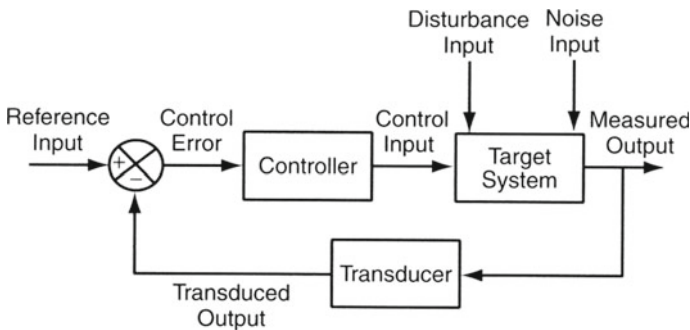 Disturbance
Input
Noise
Input
Reference
Input
Control
Error
Control
Input
Measured
Output
+
−
Controller
Target
System
Transducer
Transduced
Output